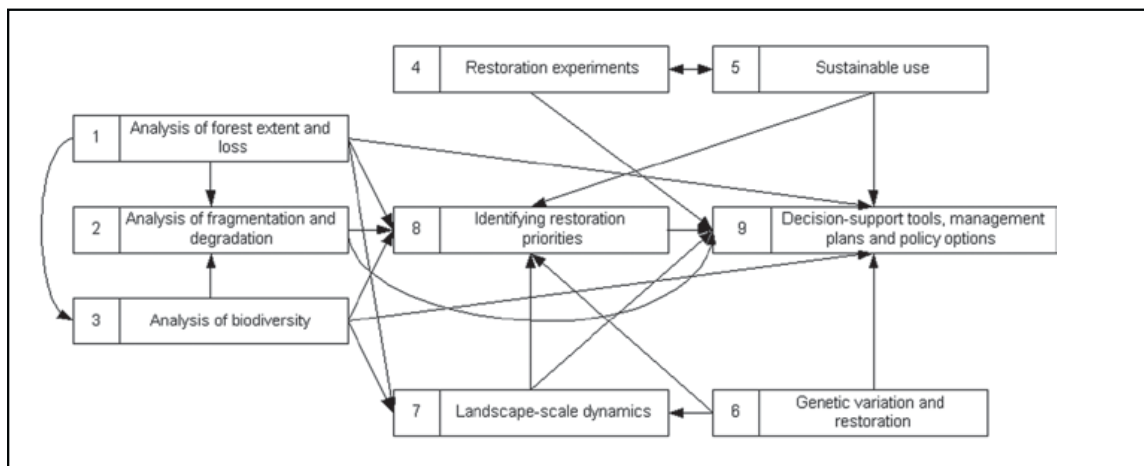 4 Restoration experiments
5 Sustainable use
1 Analysis of forest extent and
loss
2 Analysis of fragmentation and
degradation
8 Identifying restoration
priorities
9 Decision-support tools, management
plans and policy options
3 Analysis of biodiversity
7 Landscape-scale dynamics
6 Genetic variation and
restoration